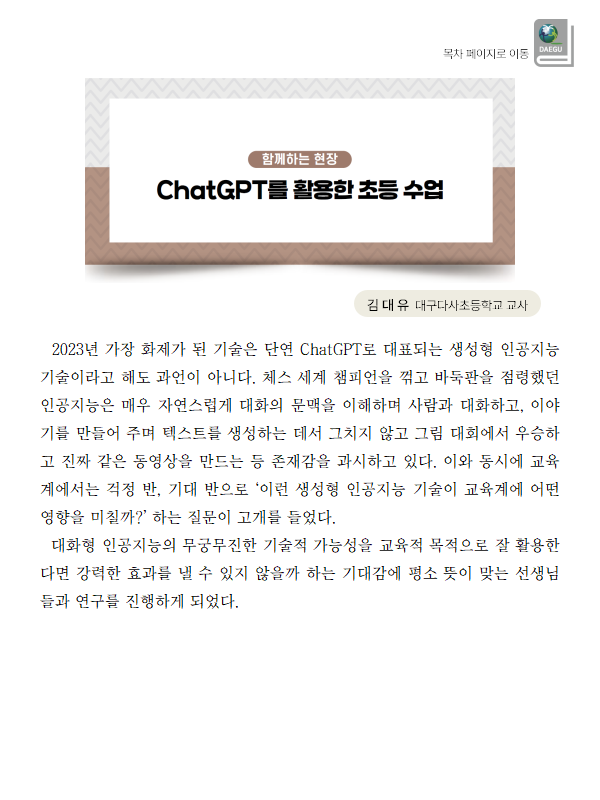 목차 페이지로 이동
DAEGU
함께하는 현장
ChatGPT를 활용한 초등 수업
김 대 유 대구다사초등학교 교사
2023년 가장 화제가 된 기술은 단연 ChatGPT로 대표되는 생성형 인공지능
기술이라고 해도 과언이 아니다. 체스 세계 챔피언을 꺾고 바둑판을 점령했던
인공지능은 매우 자연스럽게 대화의 문맥을 이해하며 사람과 대화하고, 이야
기를 만들어 주며 텍스트를 생성하는 데서 그치지 않고 그림 대회에서 우승하
고 진짜 같은 동영상을 만드는 등 존재감을 과시하고 있다. 이와 동시에 교육
계에서는 걱정 반, 기대 반으로 ‘이런 생성형 인공지능 기술이 교육계에 어떤
영향을 미칠까?’ 하는 질문이 고개를 들었다.
대화형 인공지능의 무궁무진한 기술적 가능성을 교육적 목적으로 잘 활용한
다면 강력한 효과를 낼 수 있지 않을까 하는 기대감에 평소 뜻이 맞는 선생님
들과 연구를 진행하게 되었다.